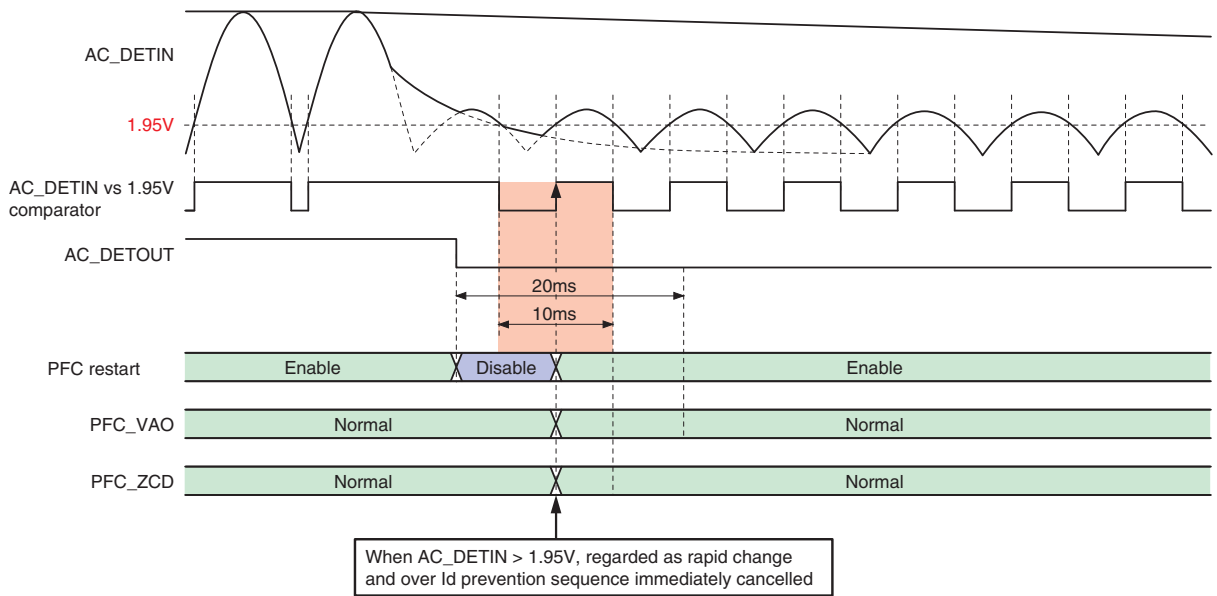 AC_DETIN
1.95V
AC_DETIN vs 1.95V
comparator
AC_DETOUT
20ms
10ms
PFC restart
Enable
Disable
Enable
PFC_VAO
Normal
Normal
PFC_ZCD
Normal
Normal
When AC_DETIN > 1.95V, regarded as rapid change
and over Id prevention sequence immediately cancelled